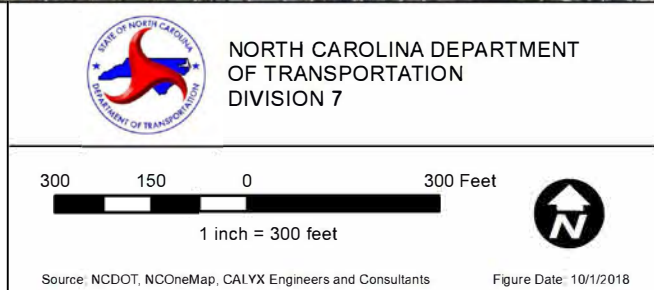 STATE OF NORTH CAROLINA
DEPARTMENT OF TRANSPORTATION
NORTH CAROLINA DEPARTMENT
OF TRANSPORTATION
DIVISION 7
300 150 0 300 Feet
1 inch = 300 feet
N
Source: NCDOT, NCOneMap, CALYX Engineers and Consultants Figure Date: 10/1/2018